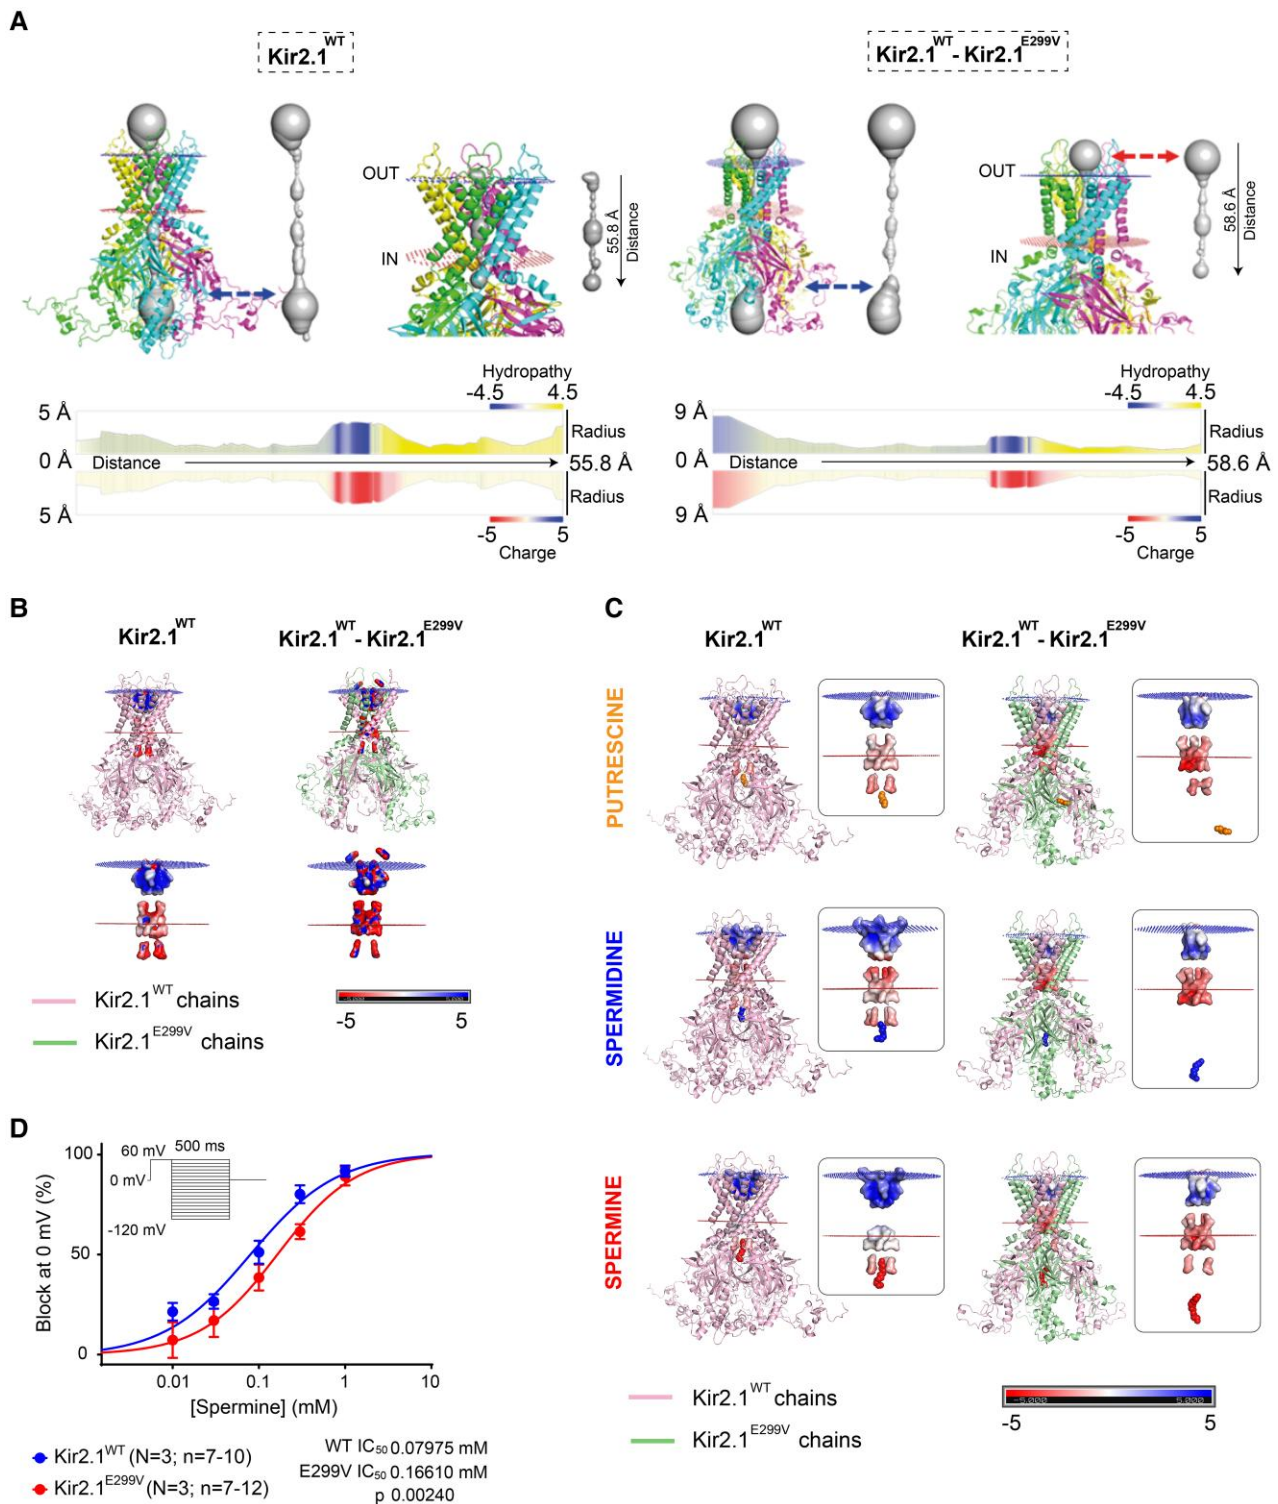 A
Kir2.1WT
Kir2.1WT - Kir2.1E299V
OUT
IN
55.8 Å
Distance
OUT
IN
58.6 Å
Distance
Hydropathy
-4.5 4.5
5 Å
Radius
0 Å
Distance
55.8 Å
Radius
5 Å
-5 5
Charge
Hydropathy
-4.5 4.5
9 Å
Radius
0 Å
Distance
58.6 Å
Radius
9 Å
-5 5
Charge
B
Kir2.1WT
Kir2.1WT - Kir2.1E299V
Kir2.1WT chains
Kir2.1E299V chains
-5 5
C
Kir2.1WT
Kir2.1WT - Kir2.1E299V
PUTRESCINE
SPERMIDINE
SPERMINE
Kir2.1WT chains
Kir2.1E299V chains
-5.000 5.000
-5 5
D
100
50
0
Block at 0 mV (%)
60 mV
500 ms
0 mV
-120 mV
0.01 0.1 1 10
[Spermine] (mM)
Kir2.1WT (N=3; n=7-10)
Kir2.1E299V (N=3; n=7-12)
WT IC50 0.07975 mM
E299V IC50 0.16610 mM
p 0.00240